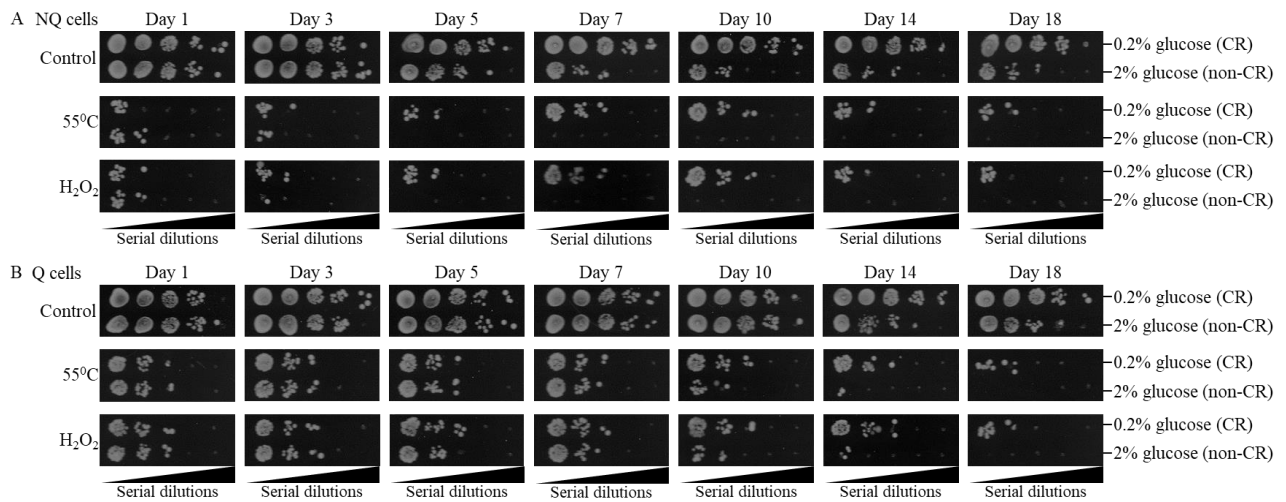 A NQ cells Day 1 Day 3 Day 5 Day 7 Day 10 Day 14 Day 18
Control 0.2% glucose (CR)
2% glucose (non-CR)
55⁰C 0.2% glucose (CR)
2% glucose (non-CR)
H₂O₂ 0.2% glucose (CR)
2% glucose (non-CR)
Serial dilutions Serial dilutions Serial dilutions Serial dilutions Serial dilutions Serial dilutions Serial dilutions
B Q cells Day 1 Day 3 Day 5 Day 7 Day 10 Day 14 Day 18
Control 0.2% glucose (CR)
2% glucose (non-CR)
55⁰C 0.2% glucose (CR)
2% glucose (non-CR)
H₂O₂ 0.2% glucose (CR)
2% glucose (non-CR)
Serial dilutions Serial dilutions Serial dilutions Serial dilutions Serial dilutions Serial dilutions Serial dilutions